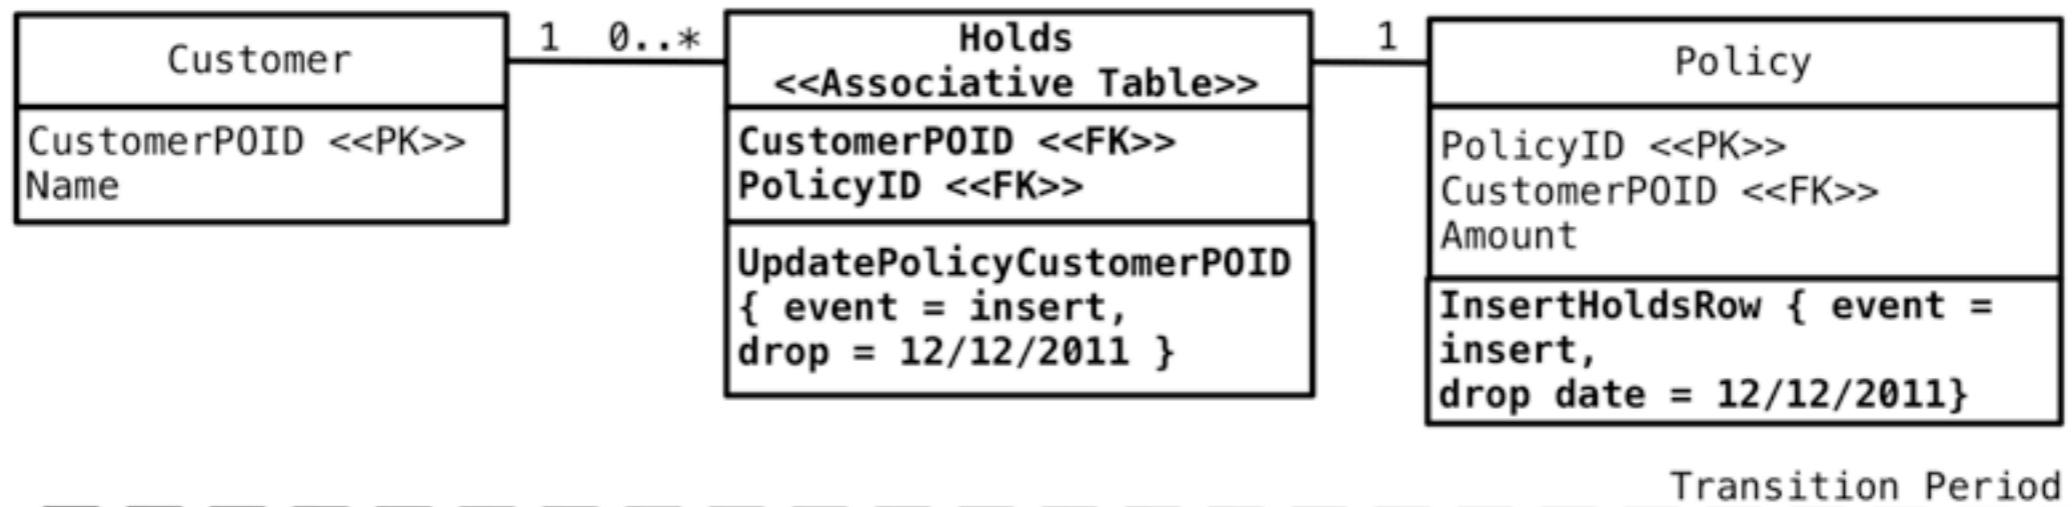 Customer
CustomerPOID <<PK>>
Name
1 0..*
Holds
<<Associative Table>>
CustomerPOID <<FK>>
PolicyID <<FK>>
UpdatePolicyCustomerPOID
{ event = insert,
drop = 12/12/2011 }
1
Policy
PolicyID <<PK>>
CustomerPOID <<FK>>
Amount
InsertHoldsRow { event =
insert,
drop date = 12/12/2011}
Transition Period